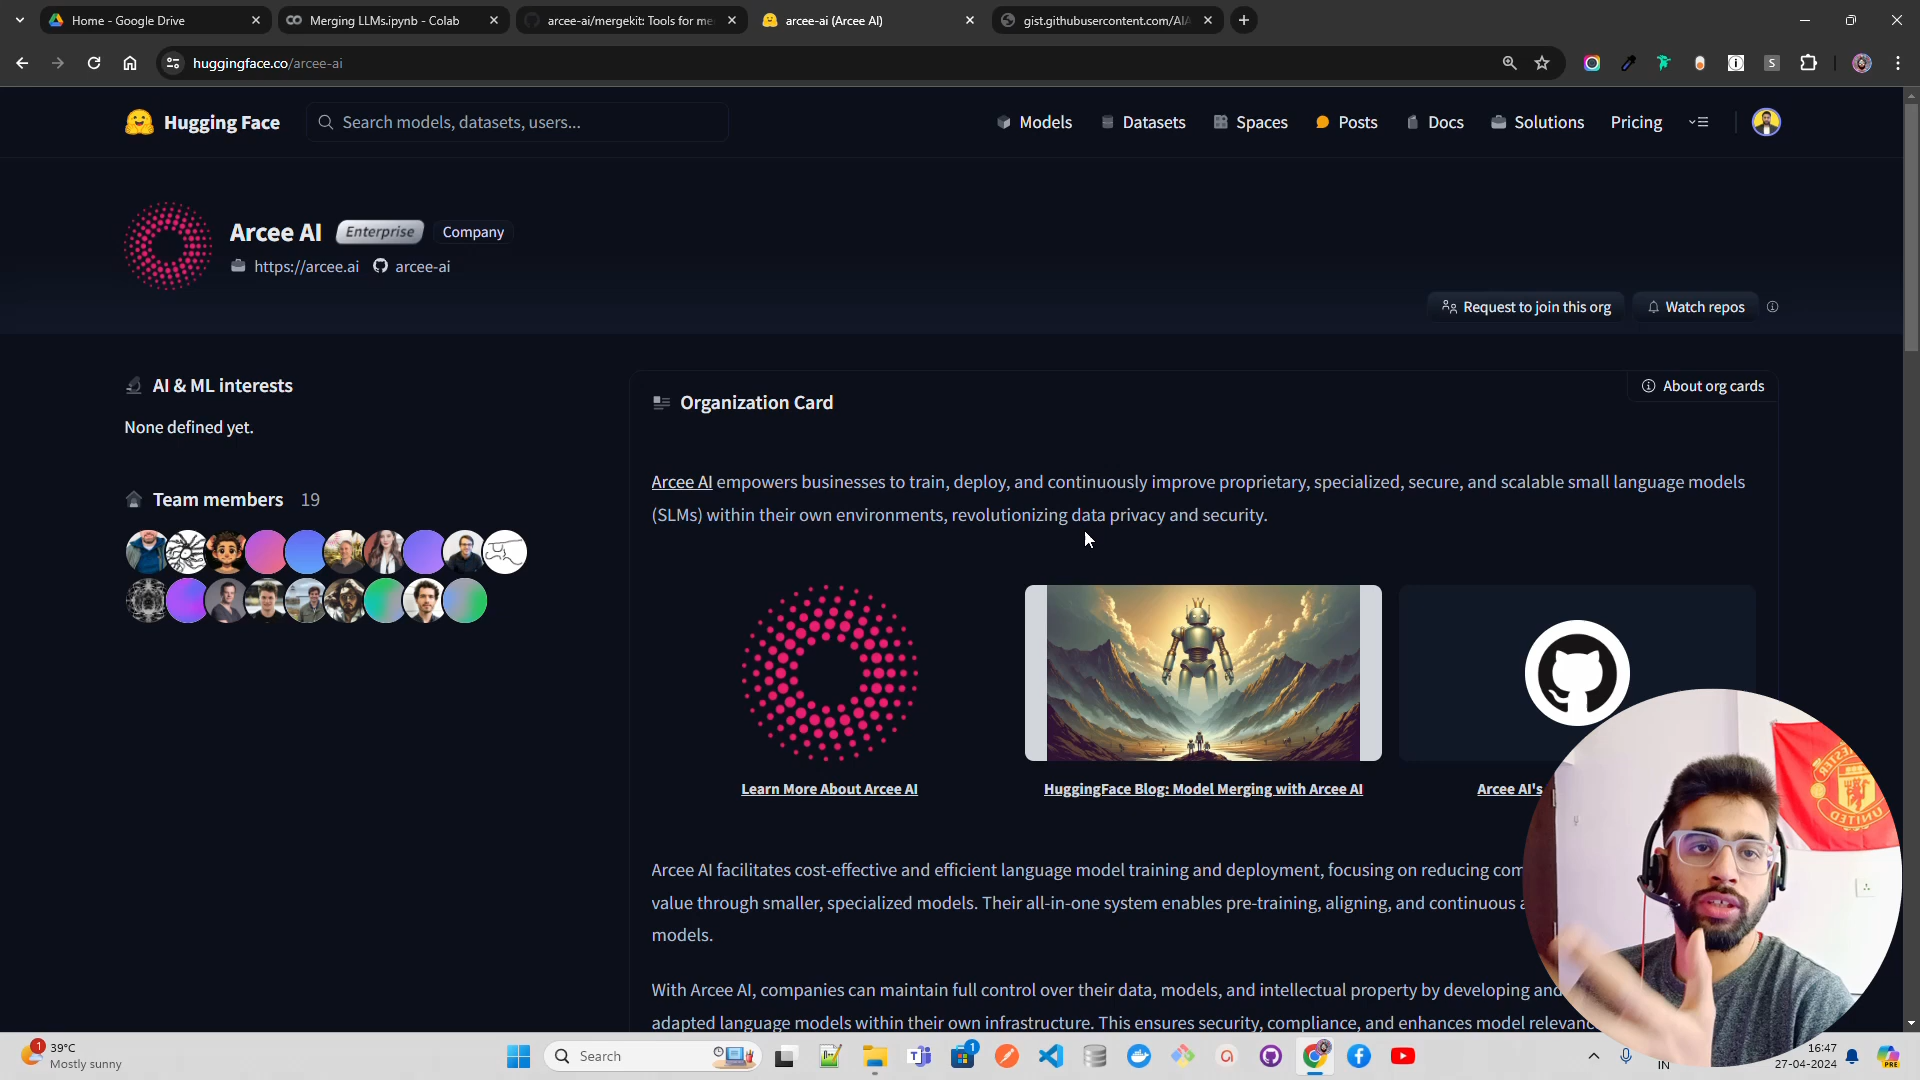 Home - Google Drive
Merging LLMs.ipynb - Colab
arcee-ai/mergekit: Tools for me
arcee-ai (Arcee AI)
gist.githubusercontent.com/AIA
huggingface.co/arcee-ai
Hugging Face
Search models, datasets, users...
Models
Datasets
Spaces
Posts
Docs
Solutions
Pricing
Arcee AI
Enterprise
Company
https://arcee.ai
arcee-ai
Request to join this org
Watch repos
AI & ML interests
None defined yet.
Team members 19
Organization Card
About org cards
Arcee AI empowers businesses to train, deploy, and continuously improve proprietary, specialized, secure, and scalable small language models
(SLMs) within their own environments, revolutionizing data privacy and security.
Learn More About Arcee AI
HuggingFace Blog: Model Merging with Arcee AI
Arcee AI's
Arcee AI facilitates cost-effective and efficient language model training and deployment, focusing on reducing com
value through smaller, specialized models. Their all-in-one system enables pre-training, aligning, and continuous a
models.
With Arcee AI, companies can maintain full control over their data, models, and intellectual property by developing and
adapted language models within their own infrastructure. This ensures security, compliance, and enhances model relevanc
UNITED
1
39°C
Mostly sunny
Search
1
IN
16:47
27-04-2024
PRE